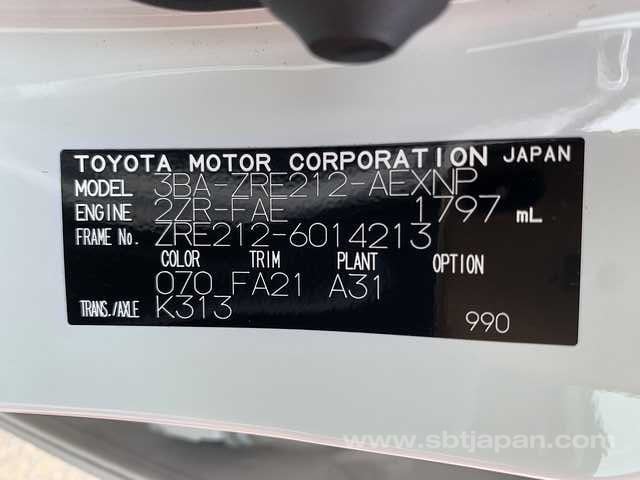 TOYOTA MOTOR CORPORATION JAPAN
MODEL 3BA-ZRE212-AEXNP
ENGINE 2ZR-FAE 1797 mL
FRAME No. ZRE212-6014213
COLOR TRIM PLANT OPTION
070 FA21 A31
TRANS./AXLE K313
990
www.sbtjapan.com